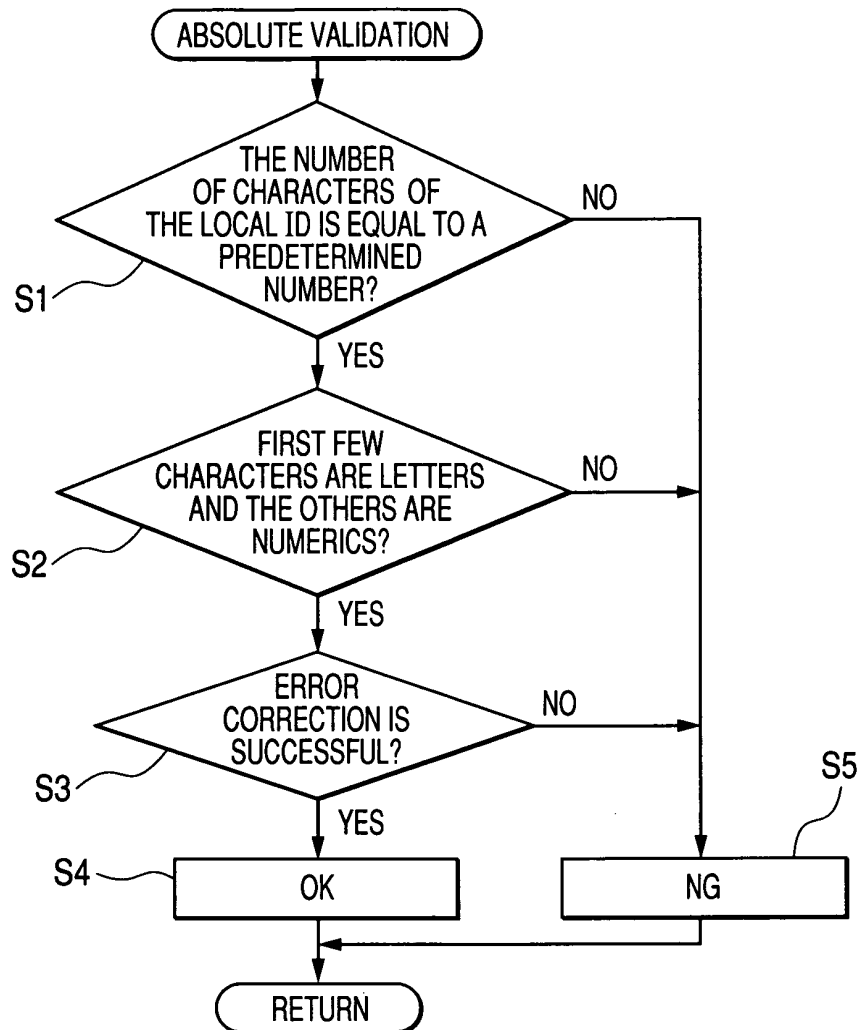 ABSOLUTE VALIDATION
THE NUMBER
OF CHARACTERS OF
THE LOCAL ID IS EQUAL TO A
PREDETERMINED
NUMBER?
NO
S1
YES
FIRST FEW
CHARACTERS ARE LETTERS
AND THE OTHERS ARE
NUMERICS?
NO
S2
YES
ERROR
CORRECTION IS
SUCCESSFUL?
NO
S3
YES
S5
S4
OK
NG
RETURN